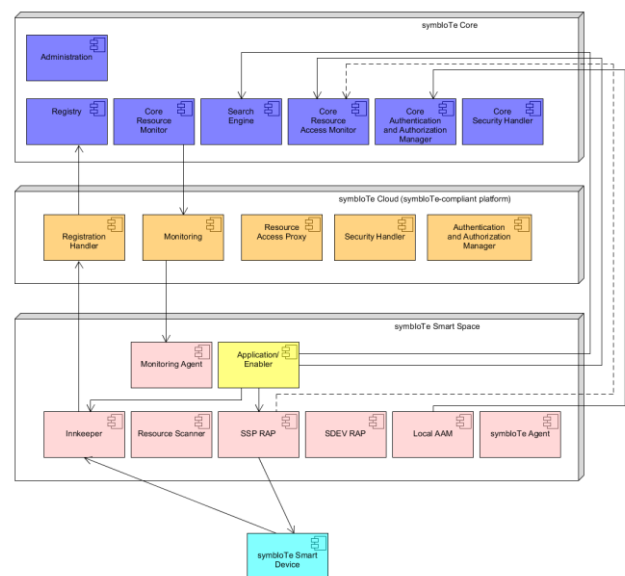 symbIoTe Core
Administration
Registry
Core
Resource
Monitor
Search
Engine
Core
Resource
Access Monitor
Core
Authentication
and Authorization
Manager
Core
Security Handler
symbIoTe Cloud (symbIoTe-compliant platform)
Registration
Handler
Monitoring
Resource
Access Proxy
Security Handler
Authentication
and Authorization
Manager
symbIoTe Smart Space
Monitoring Agent
Application/
Enabler
Innkeeper
Resource Scanner
SSP RAP
SDEV RAP
Local AAM
symbIoTe Agent
symbIoTe Smart
Device